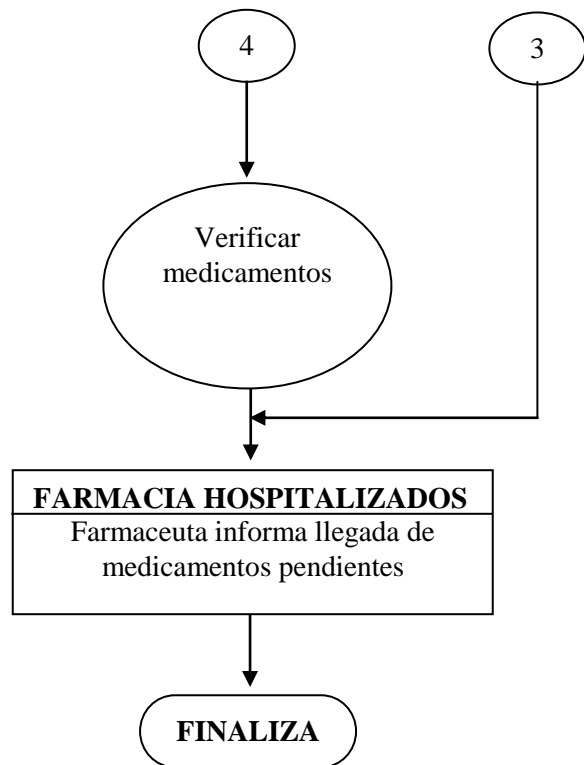 4
3
Verificar
medicamentos
FARMACIA HOSPITALIZADOS
Farmaceuta informa llegada de
medicamentos pendientes
FINALIZA